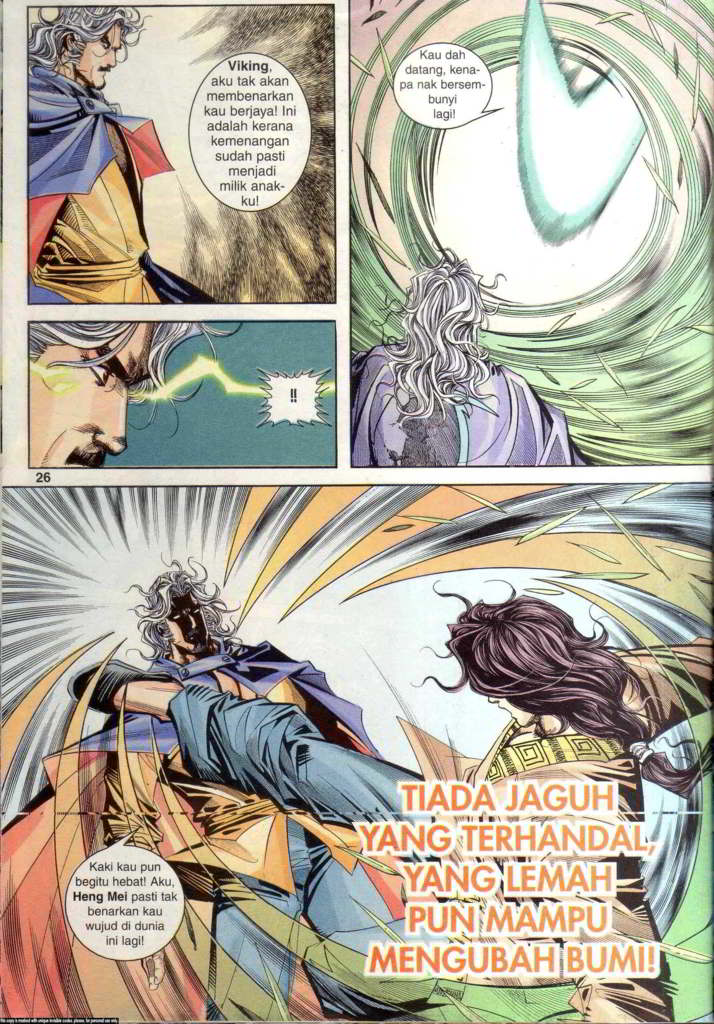 Viking,
aku tak akan
membenarkan
kau berjaya! Ini
adalah kerana
kemenangan
sudah pasti
menjadi
milik anak-
ku!
Kau dah
datang, kena-
pa nak bersem-
bunyi
lagi!
!!
26
TIADA JAGUH
YANG TERHANDAL,
YANG LEMAH
PUN MAMPU
MENGUBAH BUMI!
Kaki kau pun
begitu hebat! Aku,
Heng Mei pasti tak
benarkan kau
wujud di dunia
ini lagi!